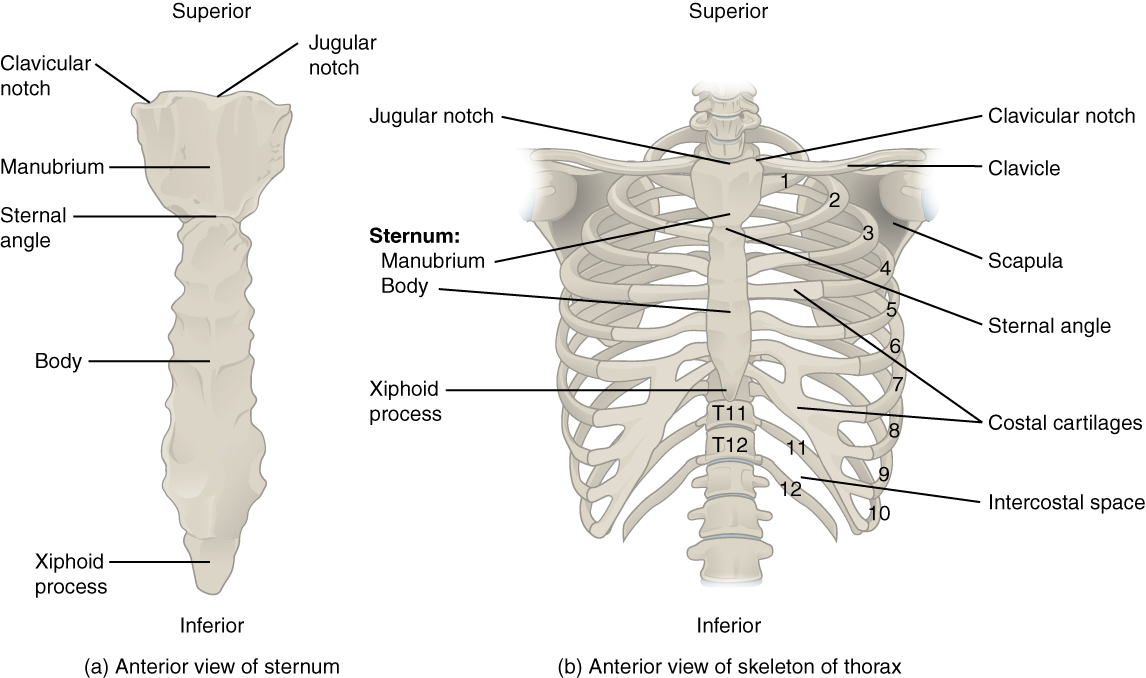 Superior
Clavicular
notch
Jugular
notch
Manubrium
Sternal
angle
Body
Xiphoid
process
Inferior
(a) Anterior view of sternum
Superior
Jugular notch
Clavicular notch
Clavicle
1
2
3
Sternum:
Manubrium
Body
4
Scapula
5
Sternal angle
6
Xiphoid
process
7
T11
Costal cartilages
8
T12
11
9
12
Intercostal space
10
Inferior
(b) Anterior view of skeleton of thorax